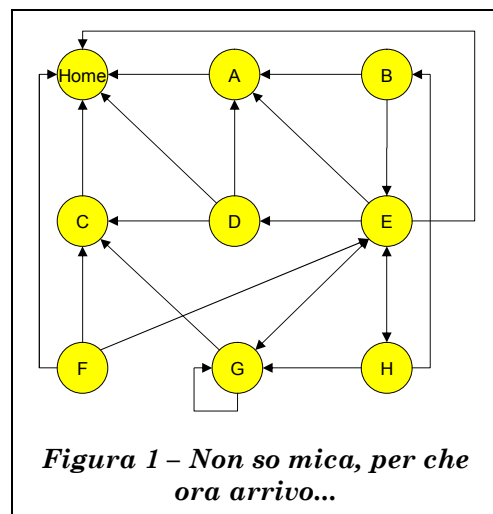 Home A B
C D E
F G H
Figura 1 – Non so mica, per che
ora arrivo...